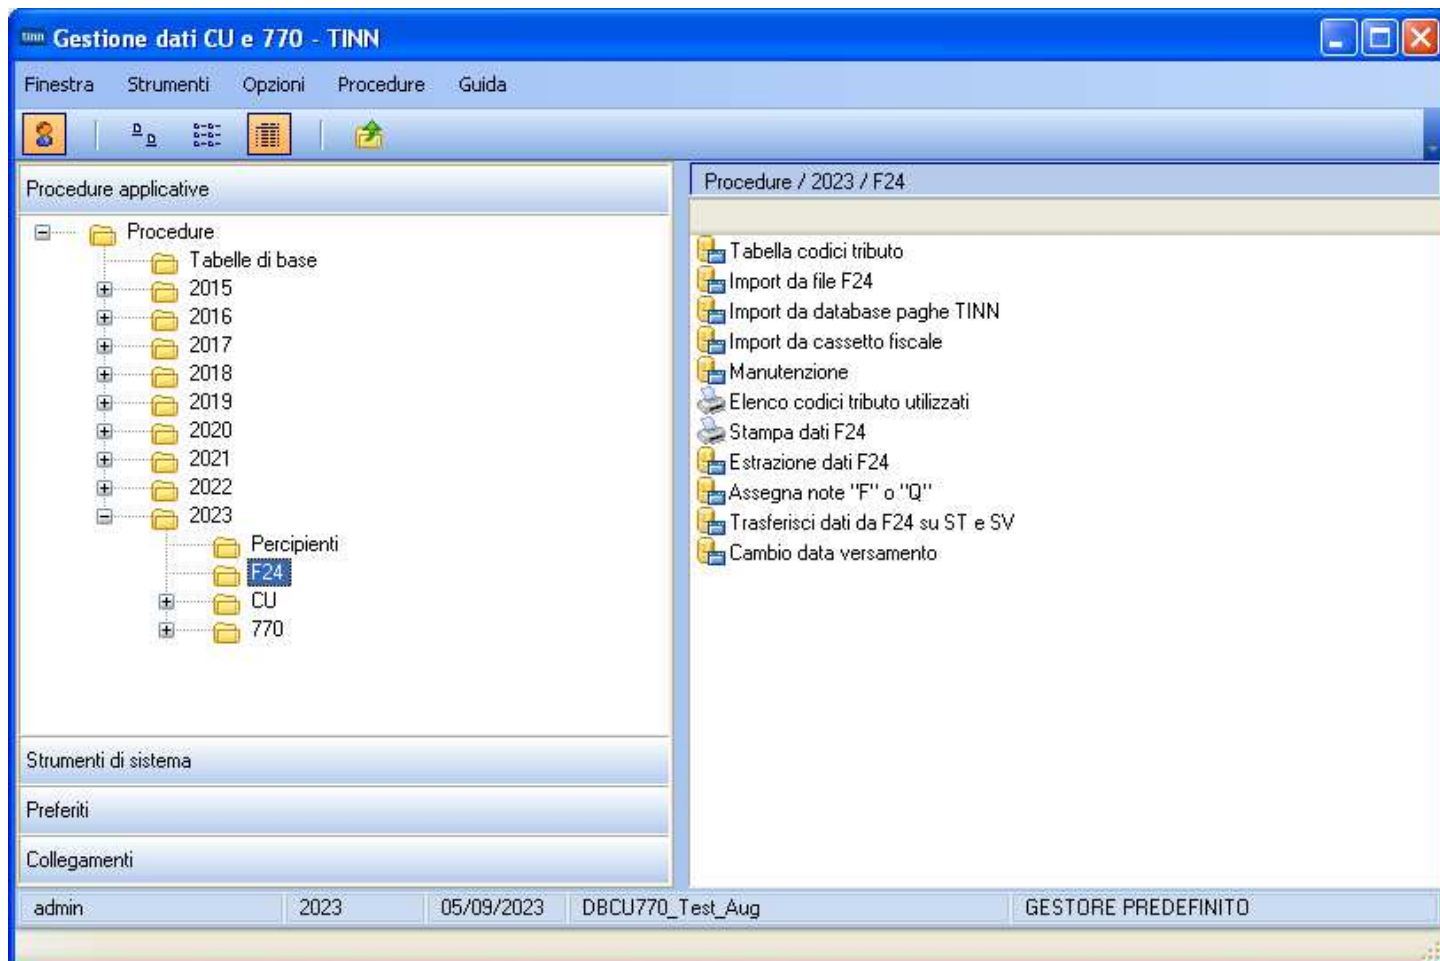 tinn Gestione dati CU e 770 - TINN
Finestra Strumenti Opzioni Procedure Guida
Procedure applicative
Procedure
Tabelle di base
2015
2016
2017
2018
2019
2020
2021
2022
2023
Percipienti
F24
CU
770
Strumenti di sistema
Preferiti
Collegamenti
Procedure / 2023 / F24
Tabella codici tributo
Import da file F24
Import da database paghe TINN
Import da cassetto fiscale
Manutenzione
Elenco codici tributo utilizzati
Stampa dati F24
Estrazione dati F24
Assegna note "F" o "Q"
Trasferisci dati da F24 su ST e SV
Cambio data versamento
admin 2023 05/09/2023 DBCU770_Test_Aug GESTORE PREDEFINITO